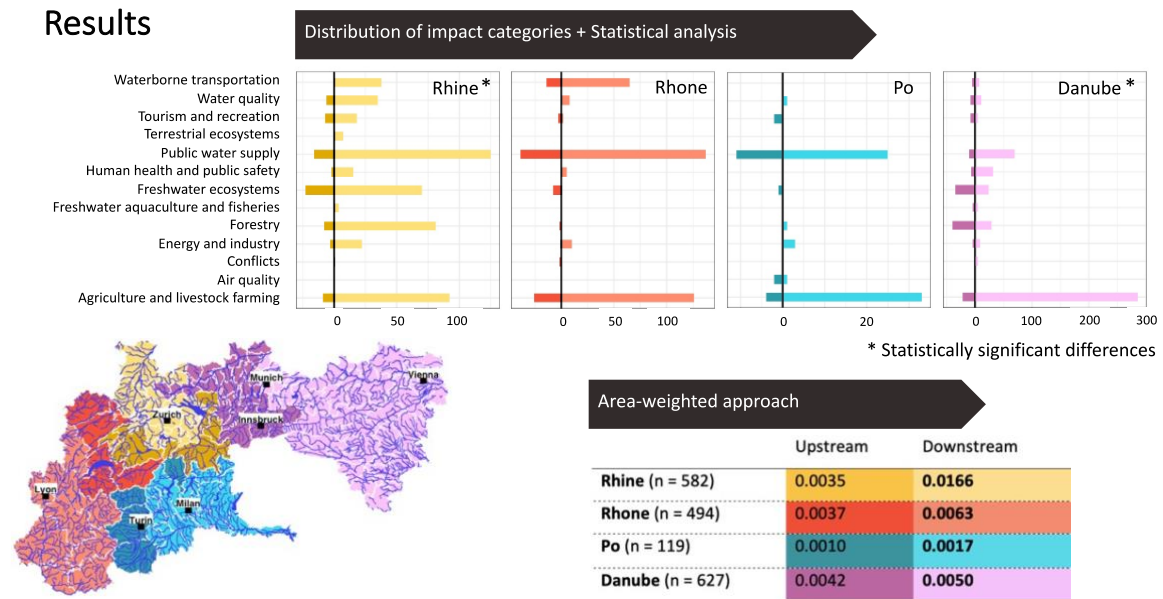 Results
Distribution of impact categories + Statistical analysis
Waterborne transportation
Water quality
Tourism and recreation
Terrestrial ecosystems
Public water supply
Human health and public safety
Freshwater ecosystems
Freshwater aquaculture and fisheries
Forestry
Energy and industry
Conflicts
Air quality
Agriculture and livestock farming
Rhine *
0 50 100
Rhone
0 50 100
Po
0 20
Danube *
0 100 200 300
* Statistically significant differences
Munich
Vienna
Zurich
Innsbruck
Lyon
Milan
Turin
Area-weighted approach
Upstream Downstream
Rhine (n = 582) 0.0035 0.0166
Rhone (n = 494) 0.0037 0.0063
Po (n = 119) 0.0010 0.0017
Danube (n = 627) 0.0042 0.0050